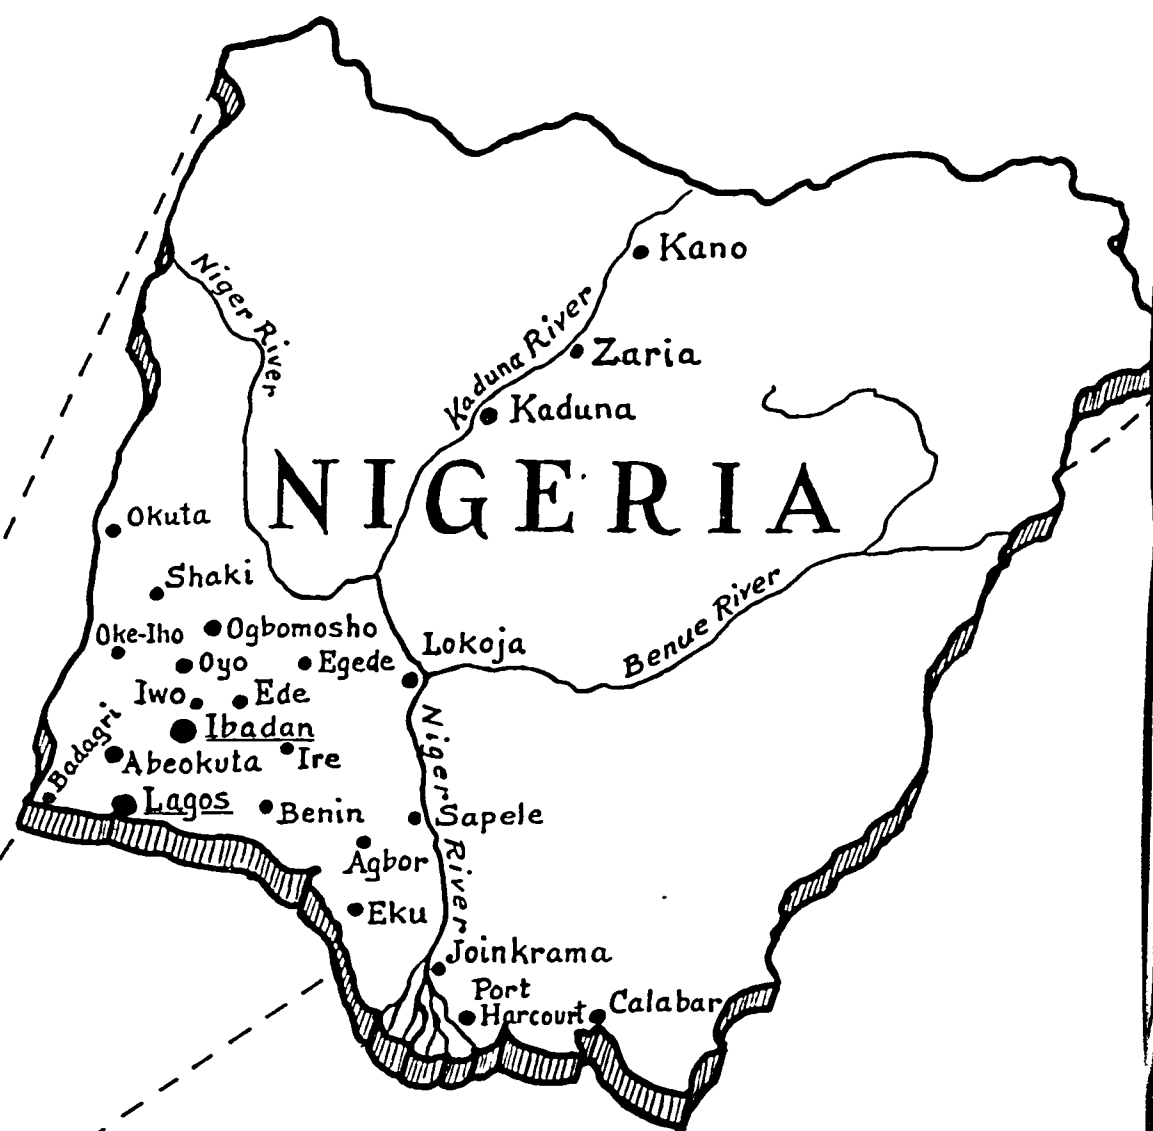 Niger River
Kano
Kaduna River
Zaria
Kaduna
NIGERIA
Okuta
Shaki
Oke-Iho
Ogbomosho
Oyo
Egede
Lokoja
Benue River
Iwo
Ede
Badagri
Ibadan
Abeokuta
Ire
Lagos
Benin
Niger River
Sapele
Agbor
Eku
Joinkrama
Port
Harcourt
Calabar